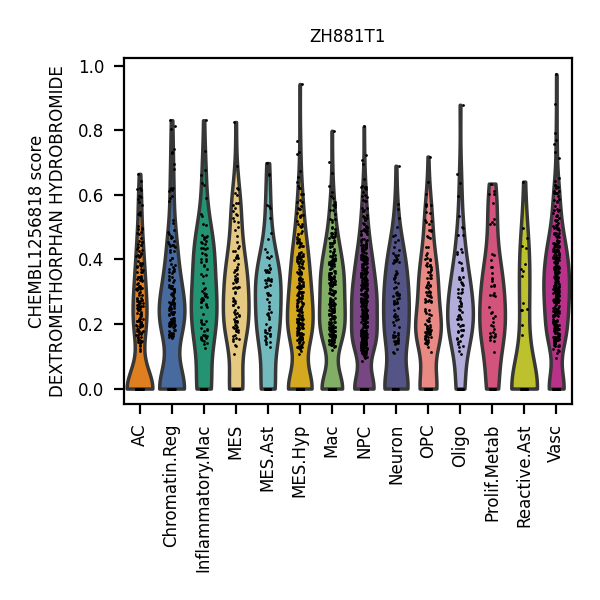 ZH881T1
CHEMBL1256818 score
DEXTROMETHORPHAN HYDROBROMIDE
1.0
0.8
0.6
0.4
0.2
0.0
AC
Chromatin.Reg
Inflammatory.Mac
MES
MES.Ast
MES.Hyp
Mac
NPC
Neuron
OPC
Oligo
Prolif.Metab
Reactive.Ast
Vasc